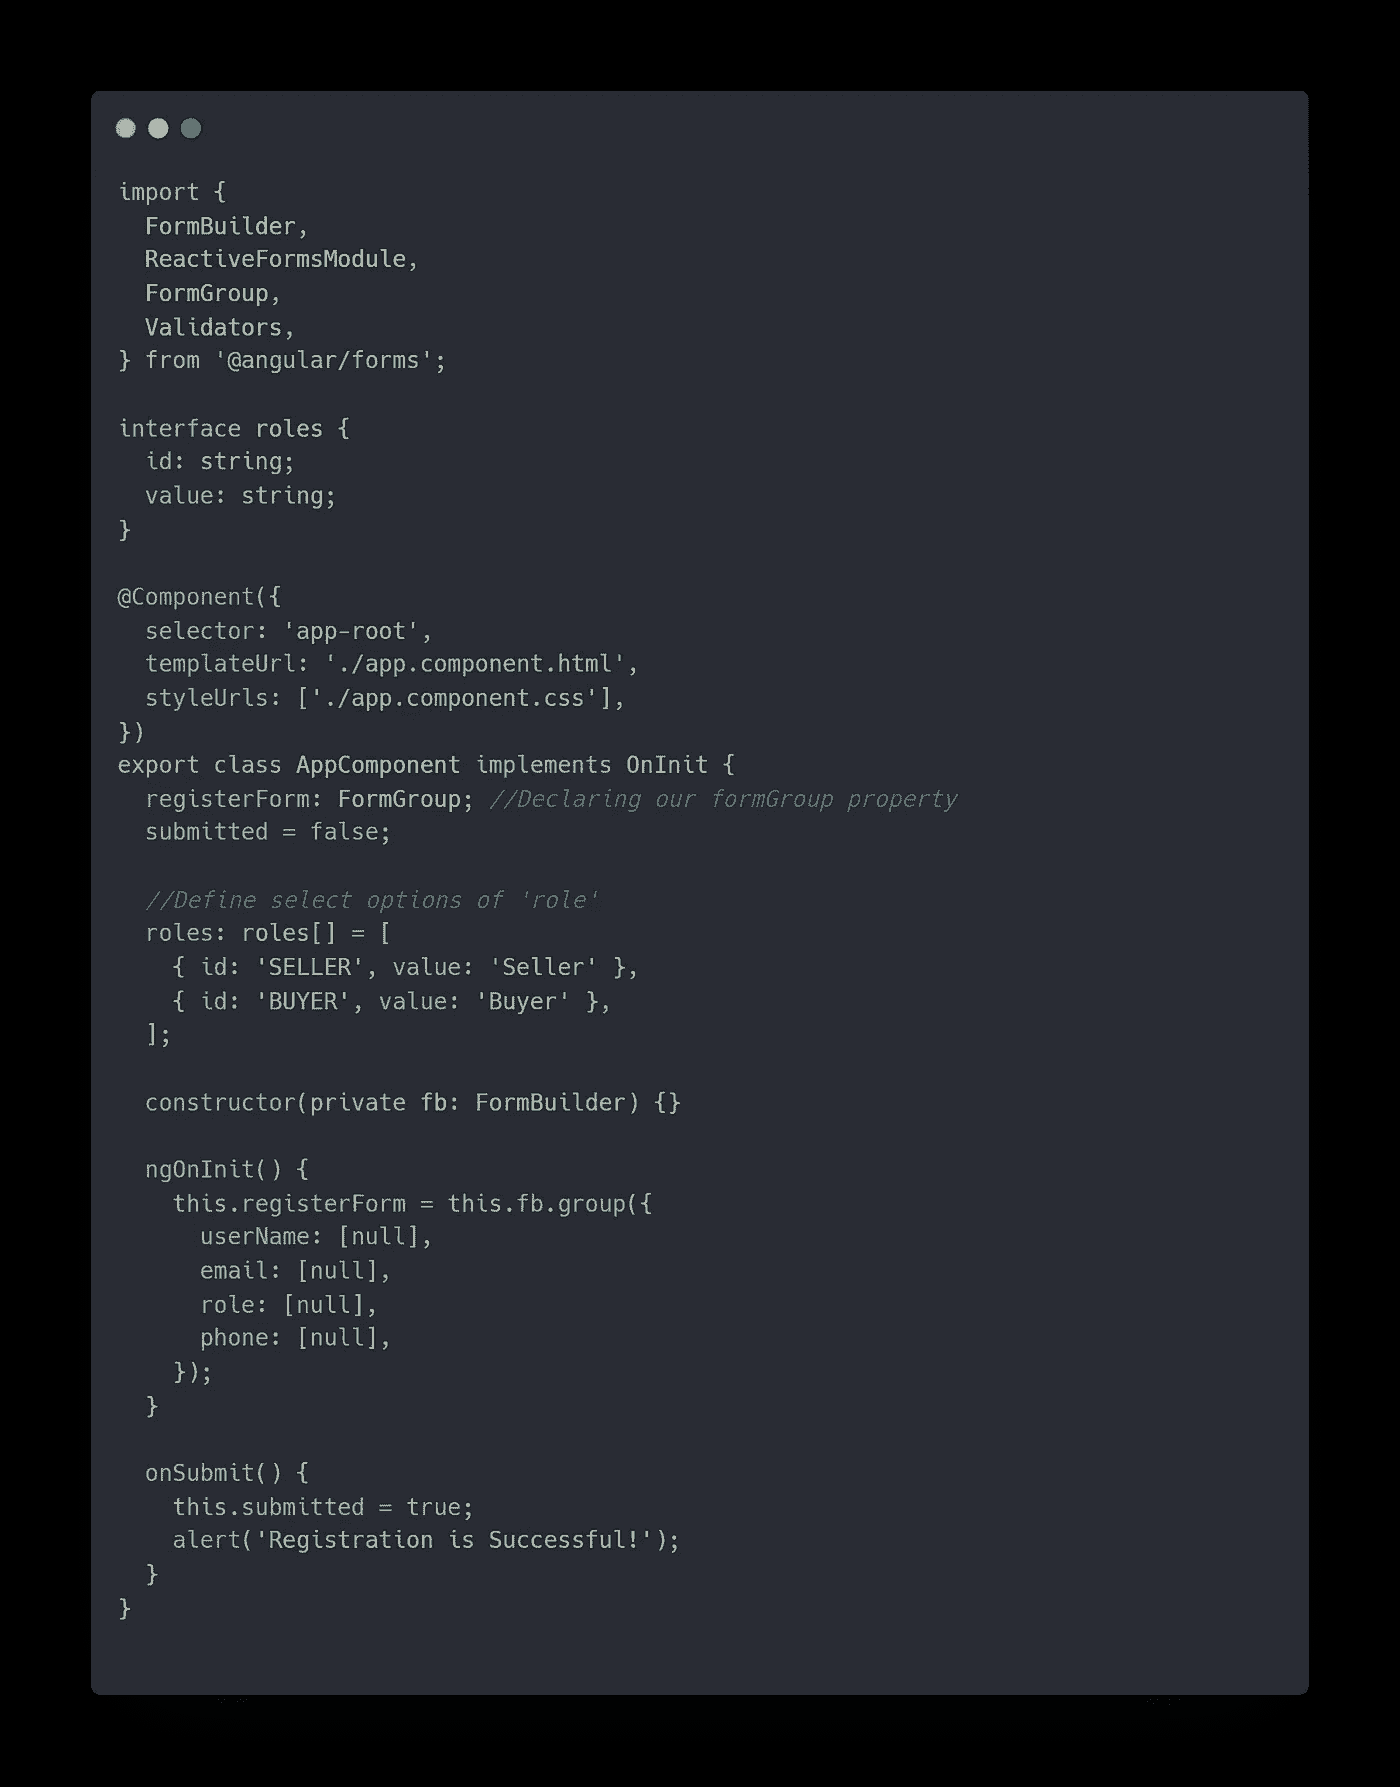 import {
  FormBuilder,
  ReactiveFormsModule,
  FormGroup,
  Validators,
} from '@angular/forms';

interface roles {
  id: string;
  value: string;
}

@Component({
  selector: 'app-root',
  templateUrl: './app.component.html',
  styleUrls: ['./app.component.css'],
})
export class AppComponent implements OnInit {
  registerForm: FormGroup; //Declaring our formGroup property
  submitted = false;

  //Define select options of 'role'
  roles: roles[] = [
    { id: 'SELLER', value: 'Seller' },
    { id: 'BUYER', value: 'Buyer' },
  ];

  constructor(private fb: FormBuilder) {}

  ngOnInit() {
    this.registerForm = this.fb.group({
      userName: [null],
      email: [null],
      role: [null],
      phone: [null],
    });
  }

  onSubmit() {
    this.submitted = true;
    alert('Registration is Successful!');
  }
}